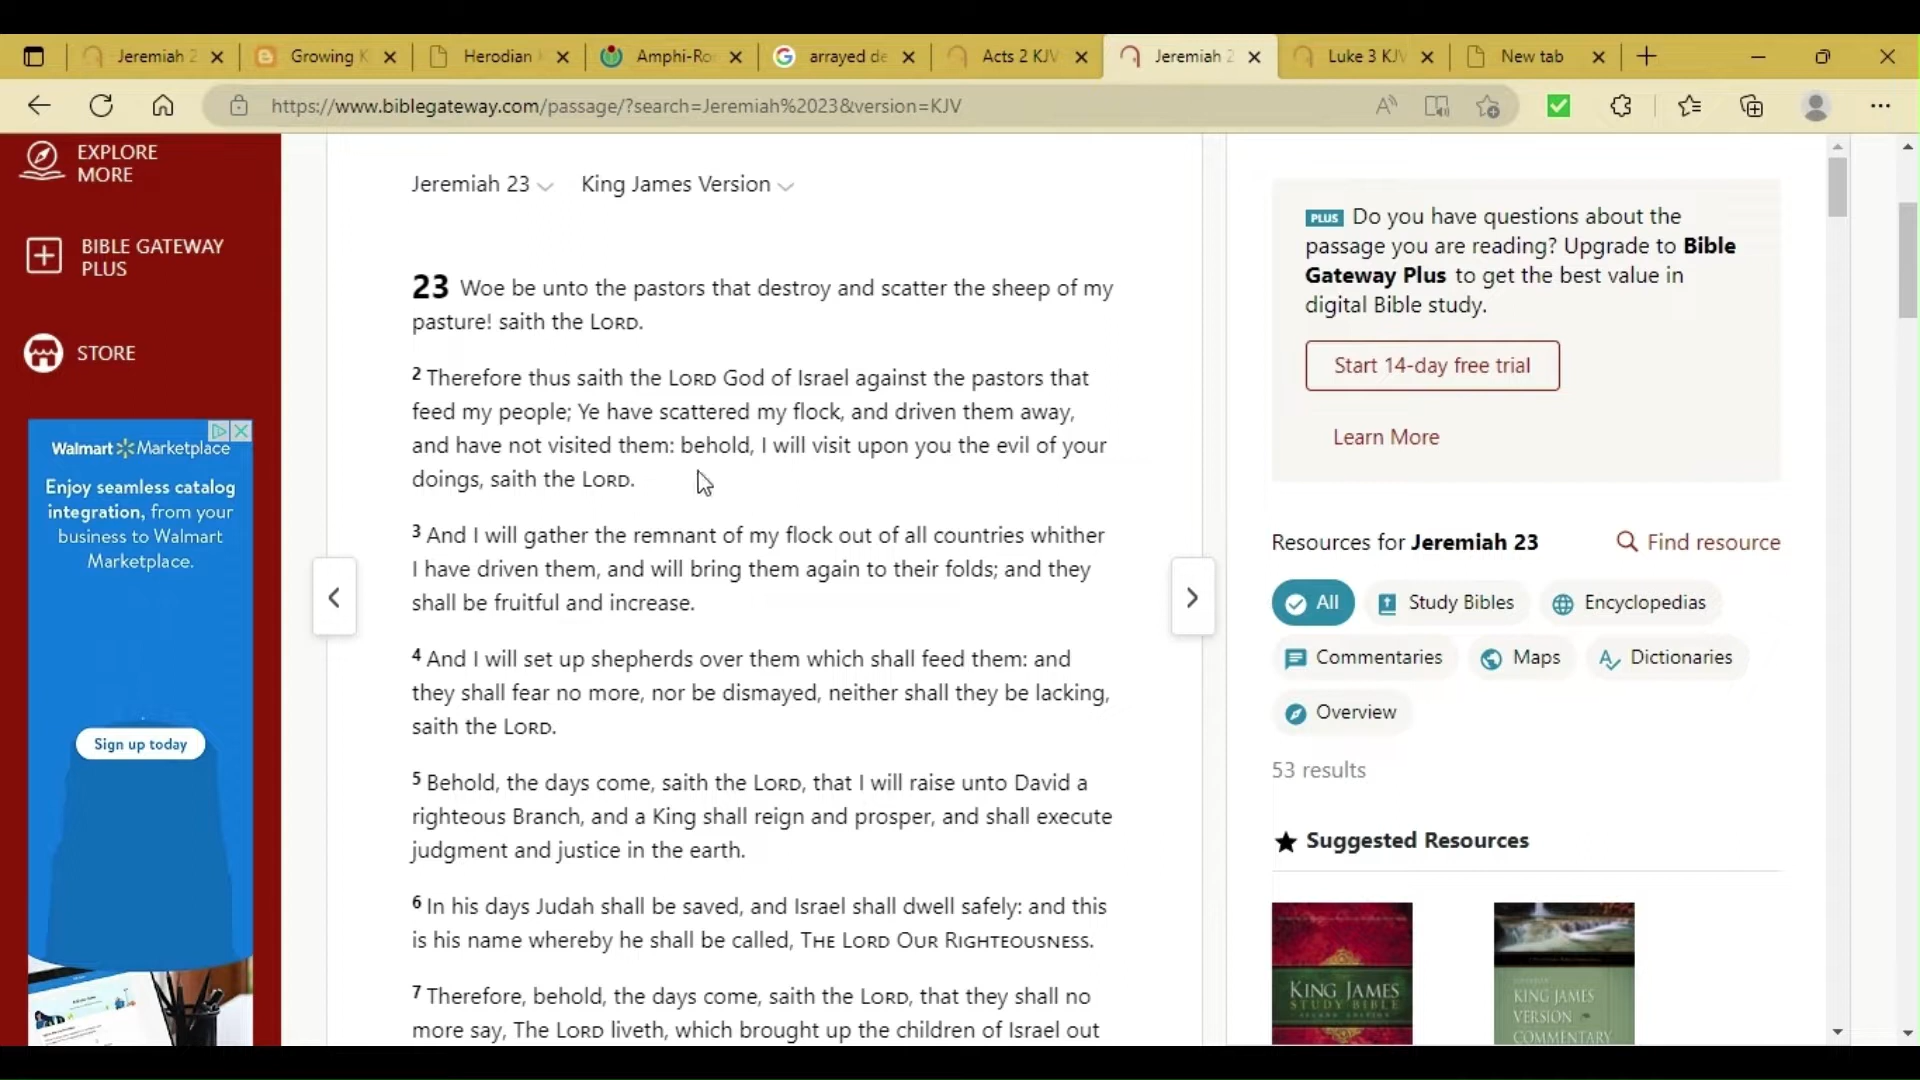 Jeremiah 2
Growing K
Herodian
Amphi-Ro
arrayed de
Acts 2 KJV
Jeremiah 2
Luke 3 KJV
New tab
https://www.biblegateway.com/passage/?search=Jeremiah%2023&version=KJV
EXPLORE
MORE
BIBLE GATEWAY
PLUS
STORE
Walmart Marketplace
Enjoy seamless catalog
integration, from your
business to Walmart
Marketplace.
Sign up today
Jeremiah 23
King James Version
23 Woe be unto the pastors that destroy and scatter the sheep of my
pasture! saith the LORD.
2 Therefore thus saith the LORD God of Israel against the pastors that
feed my people; Ye have scattered my flock, and driven them away,
and have not visited them: behold, I will visit upon you the evil of your
doings, saith the LORD.
3 And I will gather the remnant of my flock out of all countries whither
I have driven them, and will bring them again to their folds; and they
shall be fruitful and increase.
4 And I will set up shepherds over them which shall feed them: and
they shall fear no more, nor be dismayed, neither shall they be lacking,
saith the LORD.
5 Behold, the days come, saith the LORD, that I will raise unto David a
righteous Branch, and a King shall reign and prosper, and shall execute
judgment and justice in the earth.
6 In his days Judah shall be saved, and Israel shall dwell safely: and this
is his name whereby he shall be called, THE LORD OUR RIGHTEOUSNESS.
7 Therefore, behold, the days come, saith the LORD, that they shall no
more say, The LORD liveth, which brought up the children of Israel out
PLUS Do you have questions about the
passage you are reading? Upgrade to Bible
Gateway Plus to get the best value in
digital Bible study.
Start 14-day free trial
Learn More
Resources for Jeremiah 23
Find resource
All
Study Bibles
Encyclopedias
Commentaries
Maps
Dictionaries
Overview
53 results
Suggested Resources
KING JAMES
STUDY BIBLE
SECOND EDITION
KING JAMES
VERSION
COMMENTARY